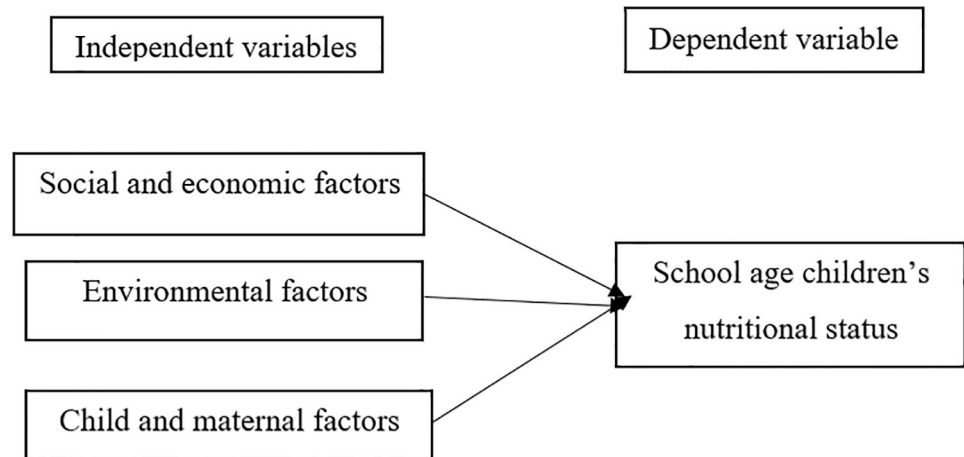 Independent variables
Dependent variable
Social and economic factors
Environmental factors
School age children’s
nutritional status
Child and maternal factors